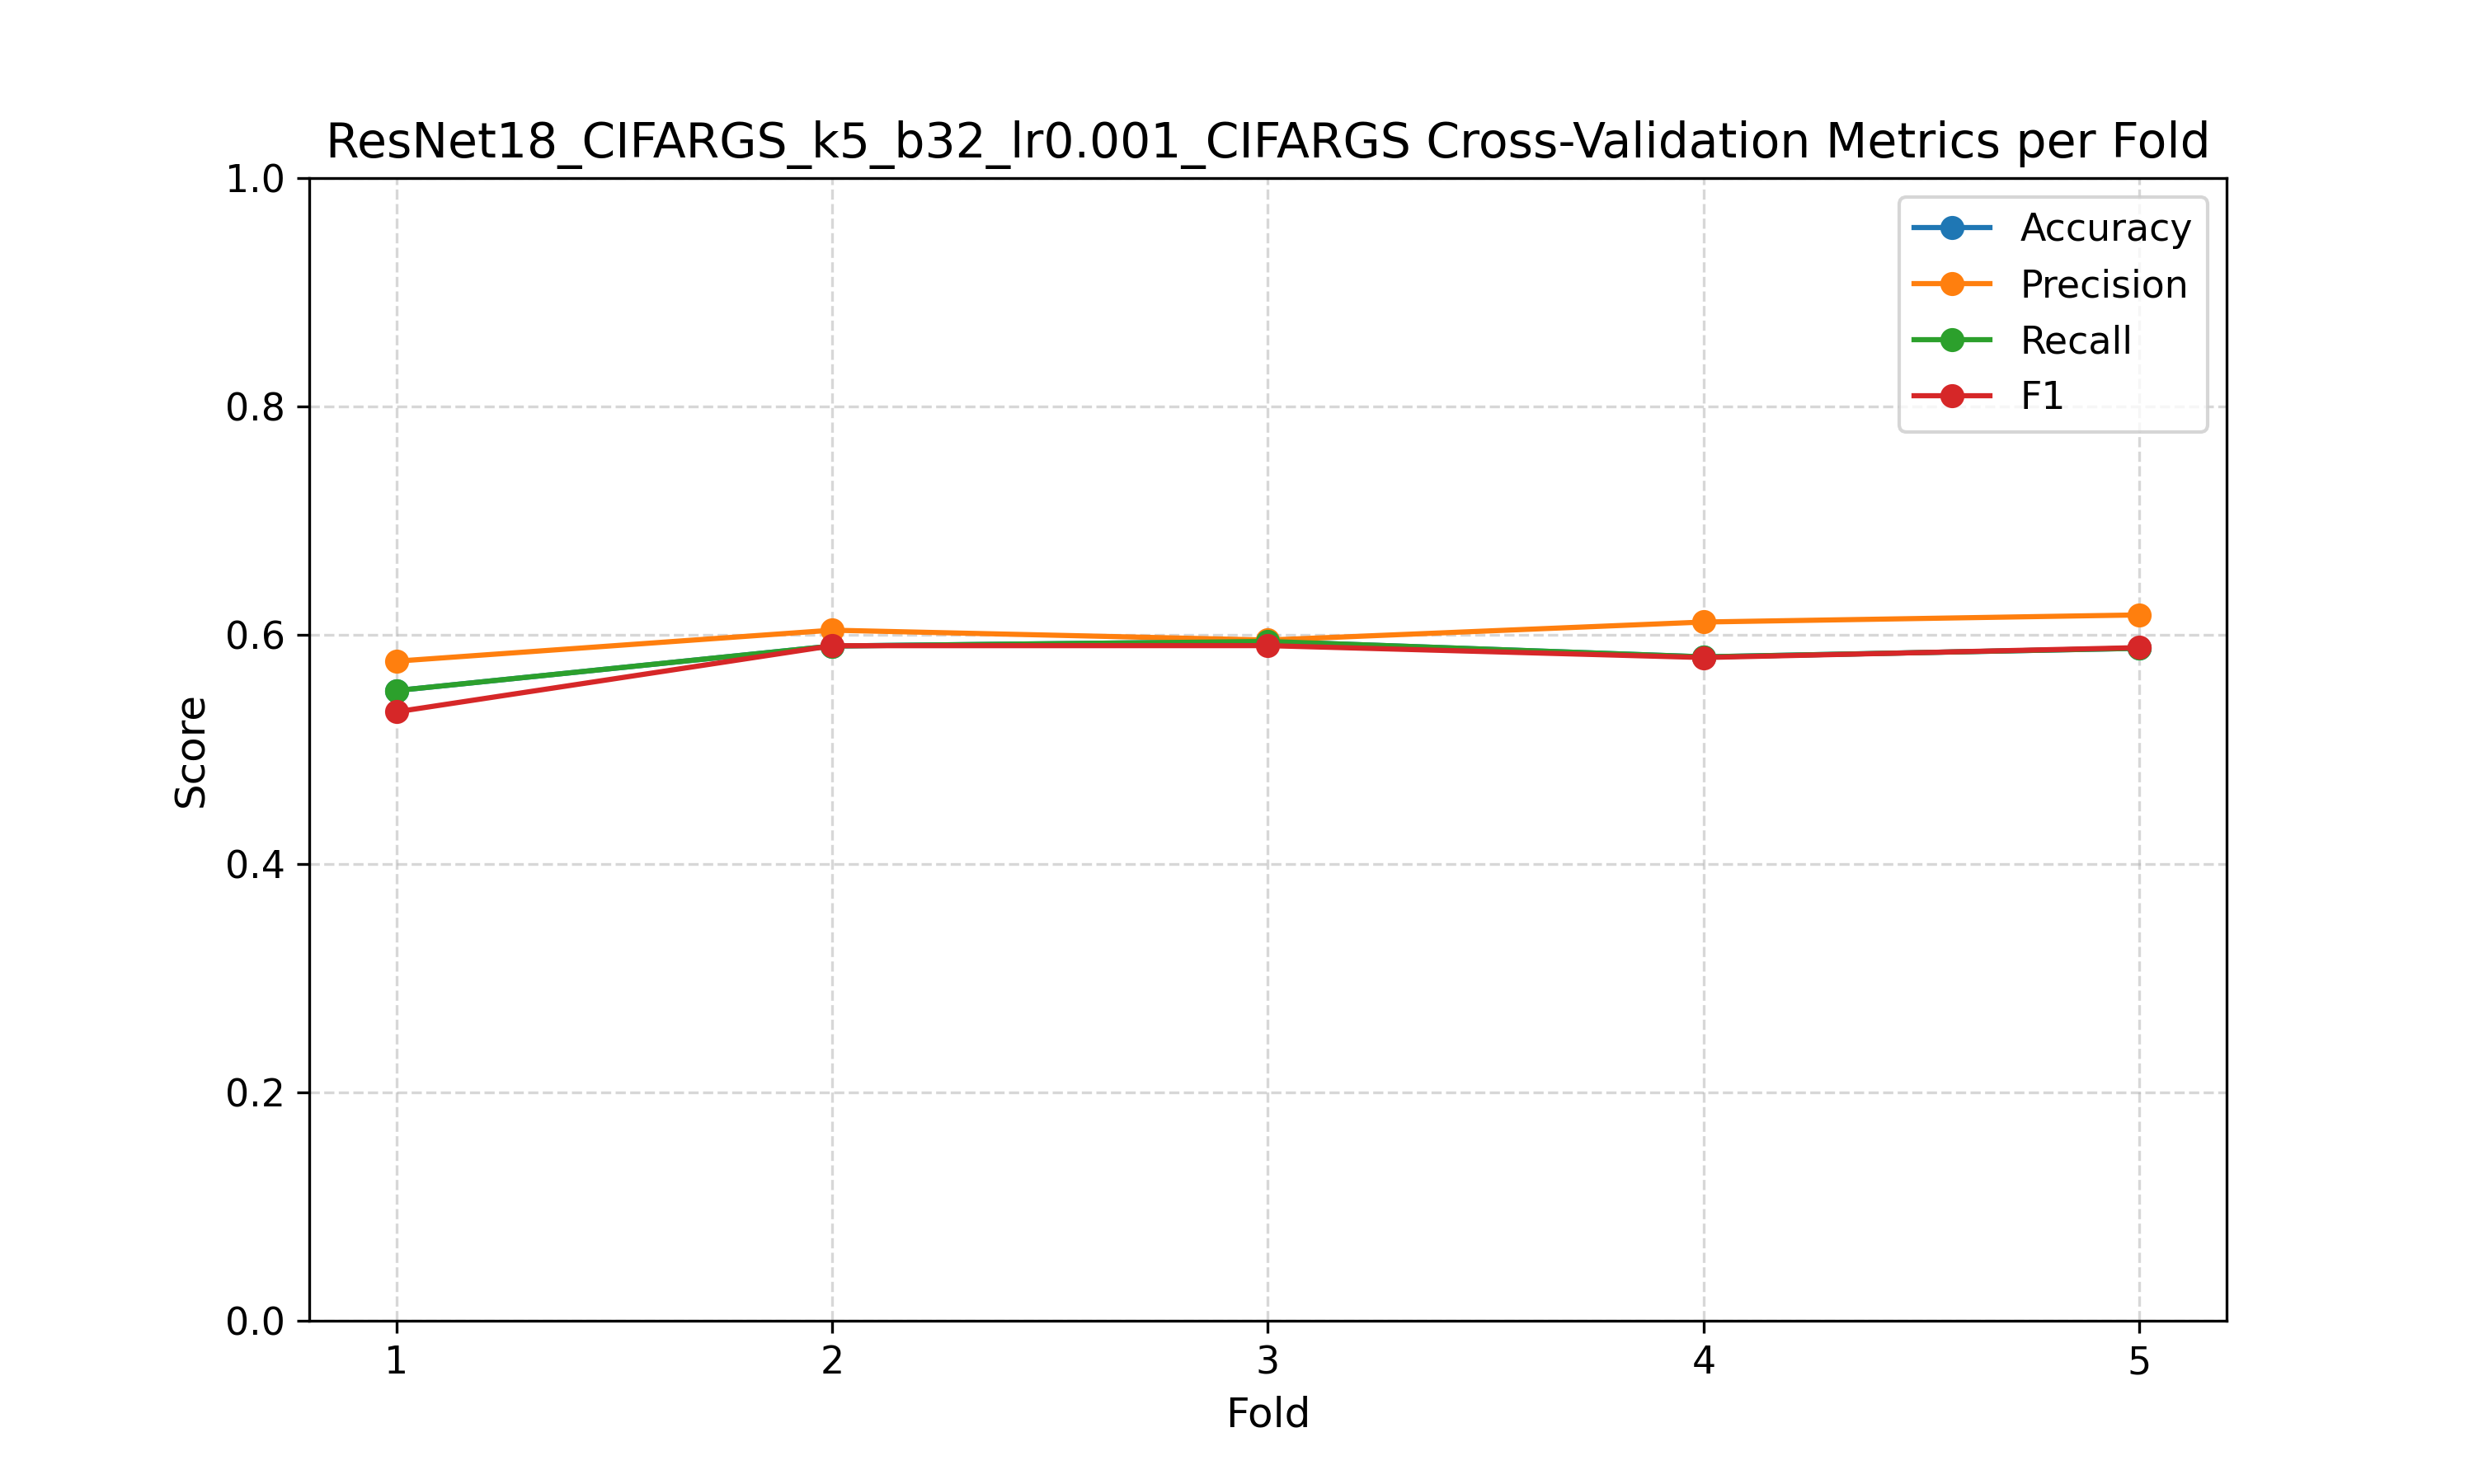 ResNet18_CIFARGS_k5_b32_lr0.001_CIFARGS Cross-Validation Metrics per Fold
1.0
0.8
0.6
0.4
0.2
0.0
Score
Accuracy
Precision
Recall
F1
1 2 3 4 5
Fold